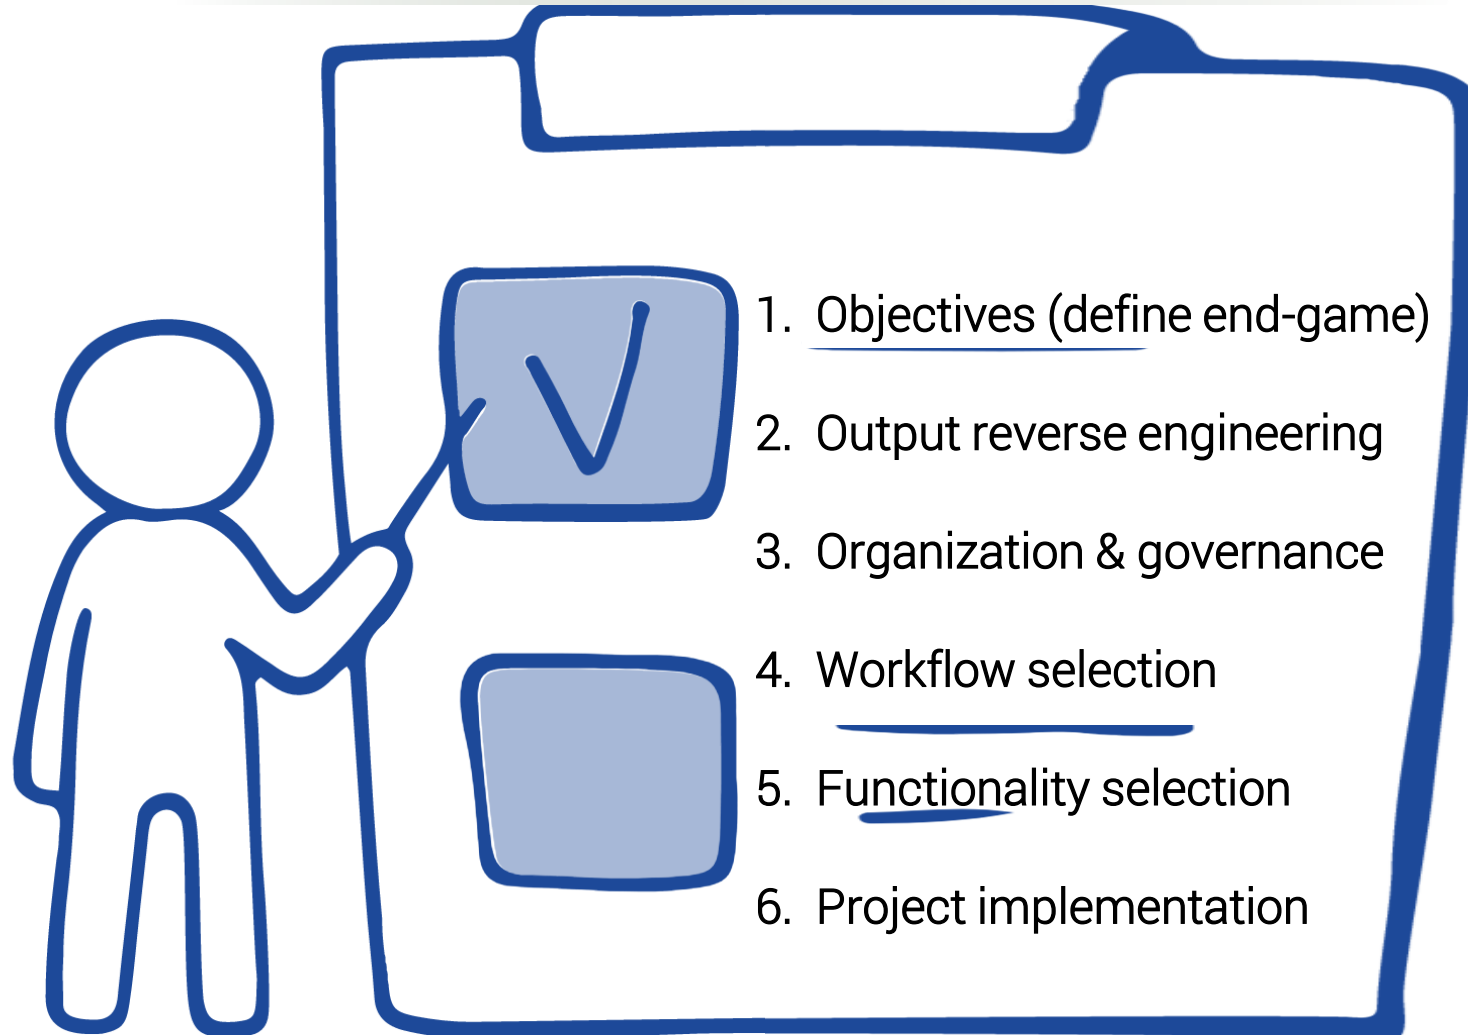 1. Objectives (define end-game)
2. Output reverse engineering
3. Organization & governance
4. Workflow selection
5. Functionality selection
6. Project implementation